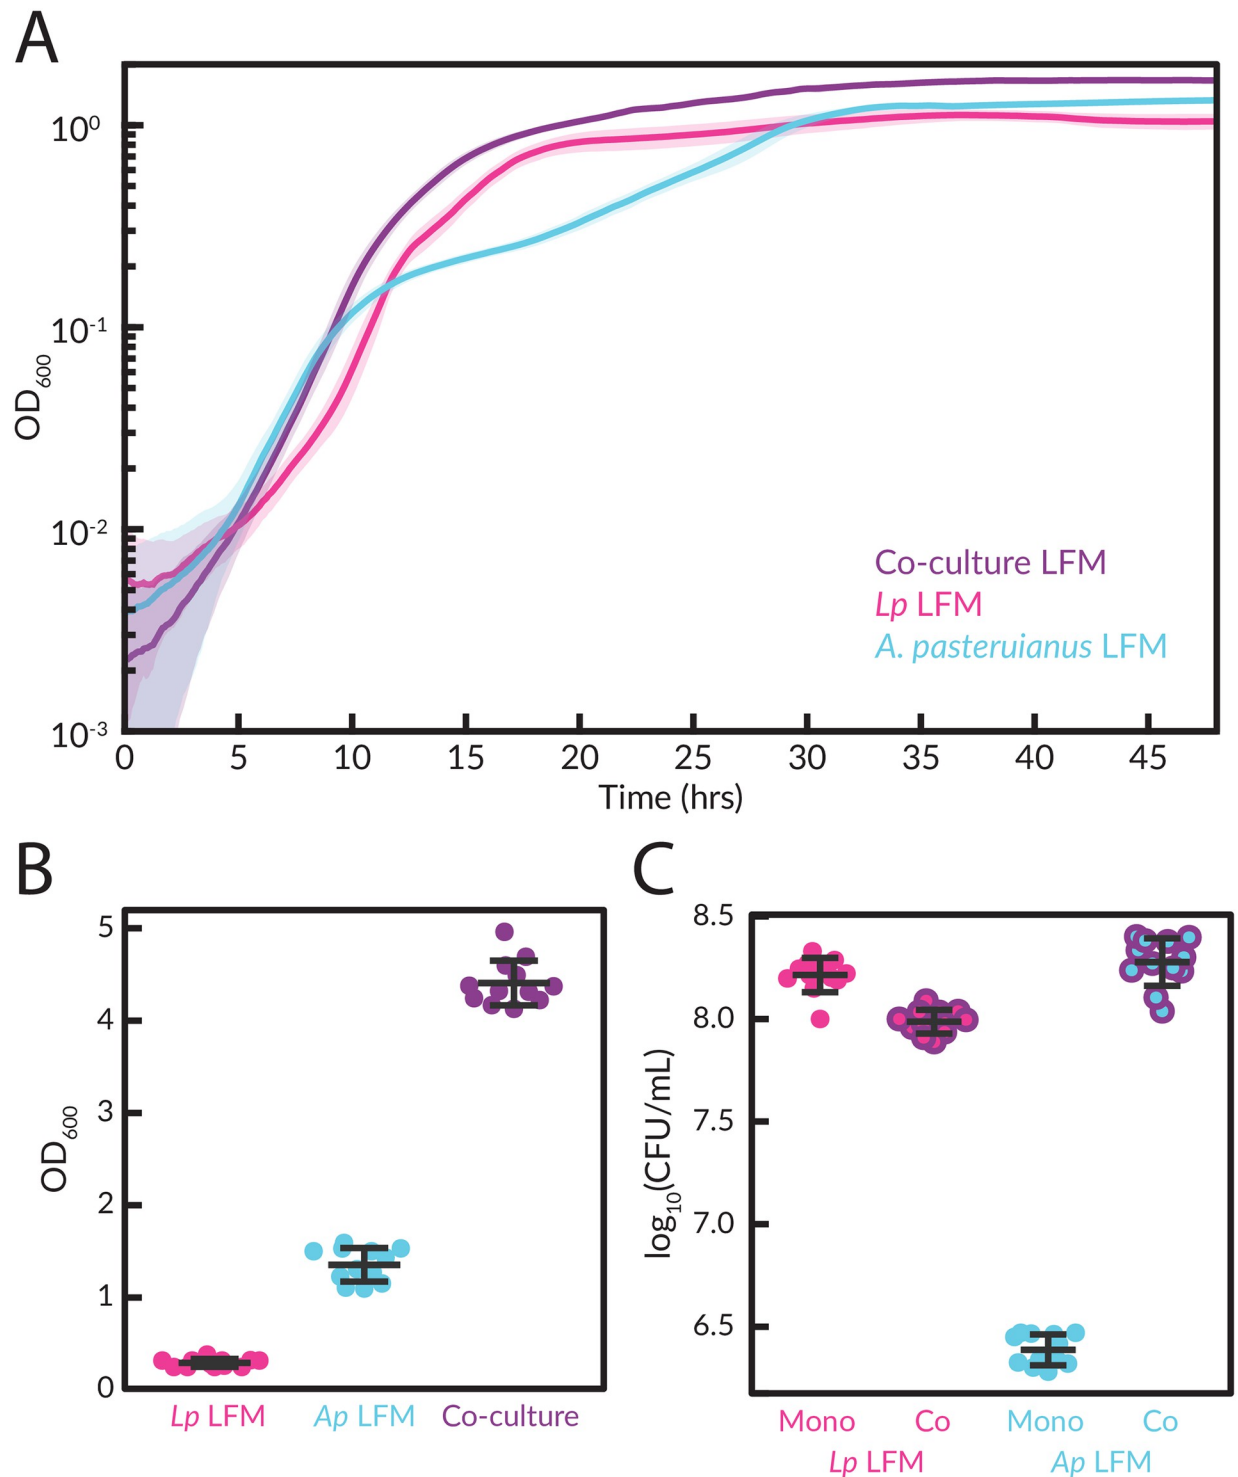 A
10⁰
10⁻¹
10⁻²
10⁻³
OD₆₀₀
Co-culture LFM
Lp LFM
A. pasteruianus LFM
0 5 10 15 20 25 30 35 40 45
Time (hrs)
B
5
4
3
2
1
0
OD₆₀₀
Lp LFM Ap LFM Co-culture
C
8.5
8.0
7.5
7.0
6.5
log₁₀(CFU/mL)
Mono Co Mono Co
Lp LFM Ap LFM